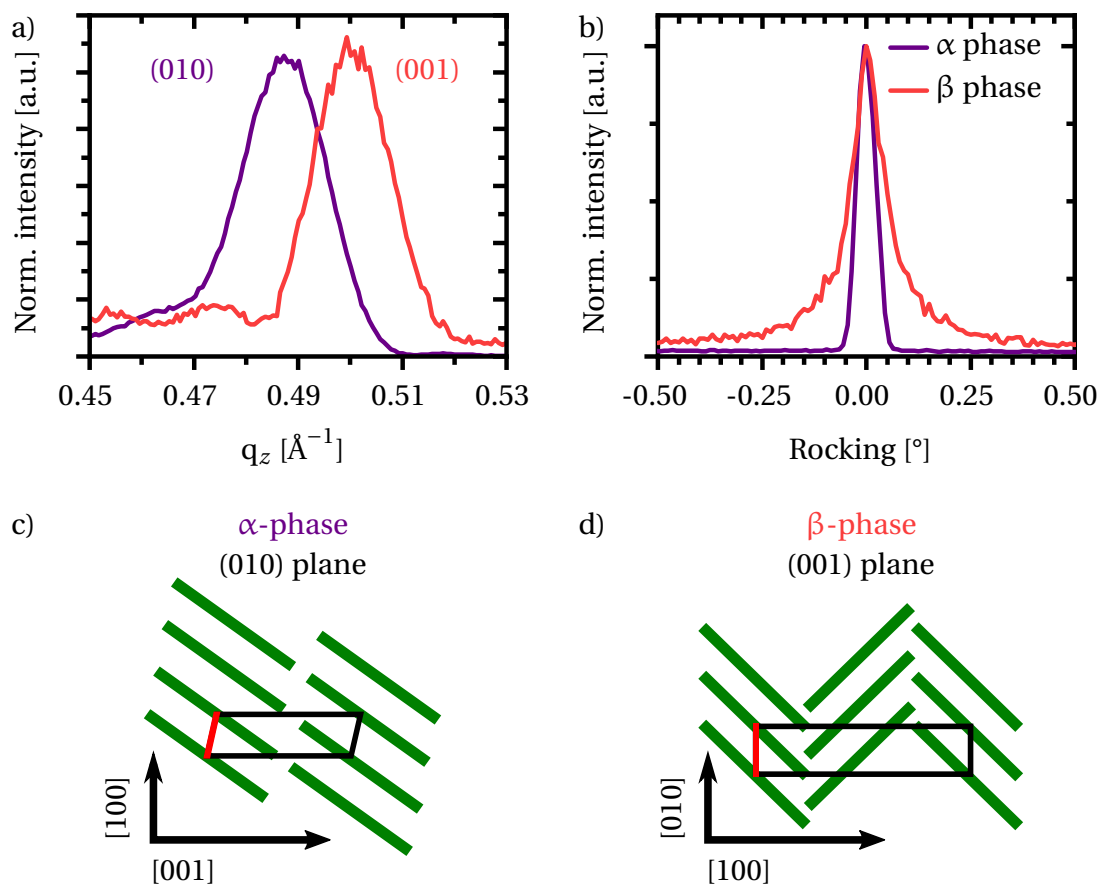 a)
(010)
(001)
Norm. intensity [a.u.]
0.45
0.47
0.49
0.51
0.53
q_z [Å⁻¹]
b)
α phase
β phase
Norm. intensity [a.u.]
-0.50
-0.25
0.00
0.25
0.50
Rocking [°]
c)
α-phase
(010) plane
[100]
[001]
d)
β-phase
(001) plane
[010]
[100]